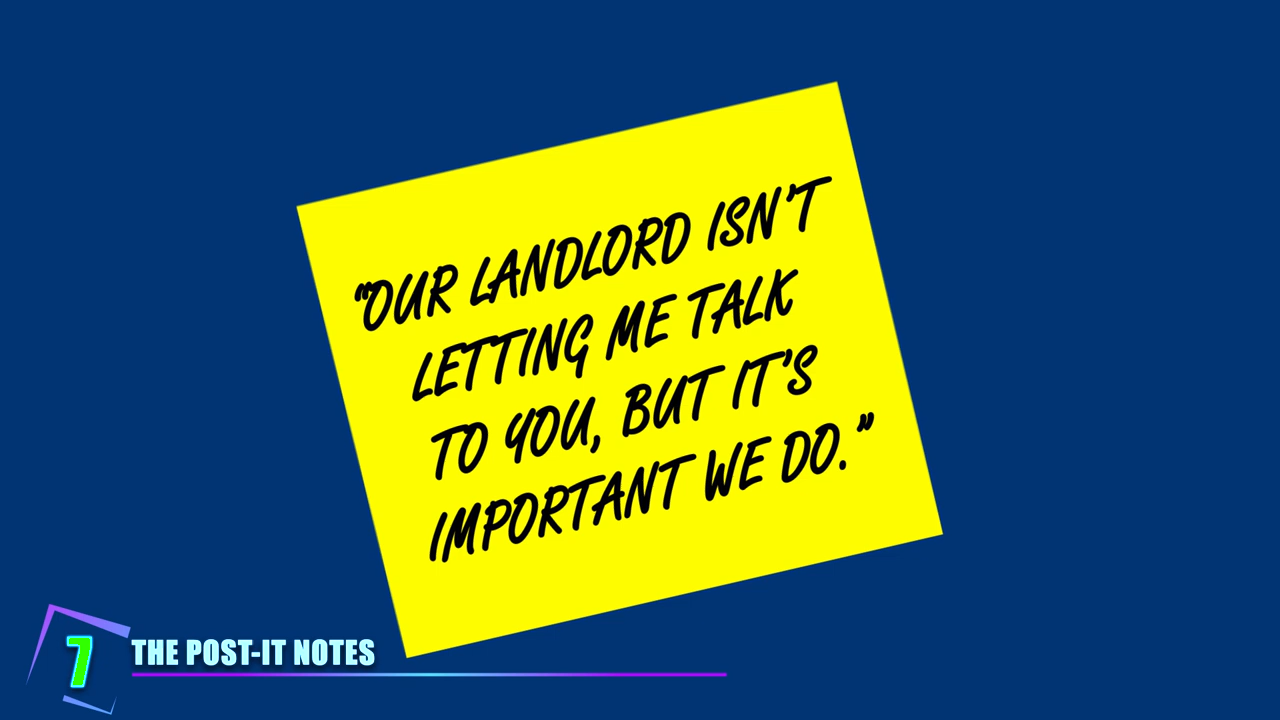 “OUR LANDLORD ISN’T
LETTING ME TALK
TO YOU, BUT IT’S
IMPORTANT WE DO.”
7 THE POST-IT NOTES